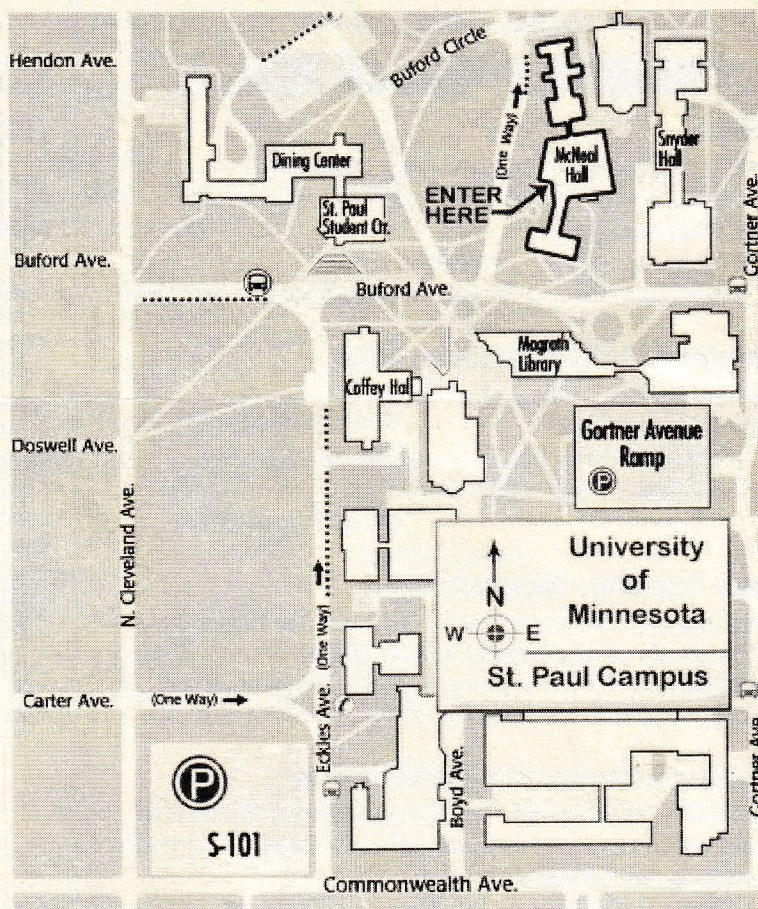 Hendon Ave.
Buford Circle
(One Way)
Dining Center
McNeal
Hall
Snyder
Hall
ENTER
HERE
St. Paul
Student Ctr.
Gortner Ave.
Buford Ave.
Buford Ave.
Magrath
Library
Coffey Hall
Doswell Ave.
Gortner Avenue
Ramp
P
N. Cleveland Ave.
University
of
Minnesota
N
W E
St. Paul Campus
(One Way)
Carter Ave.
(One Way)
Eckles Ave.
Gortner Ave.
P
S-101
Boyd Ave.
Commonwealth Ave.